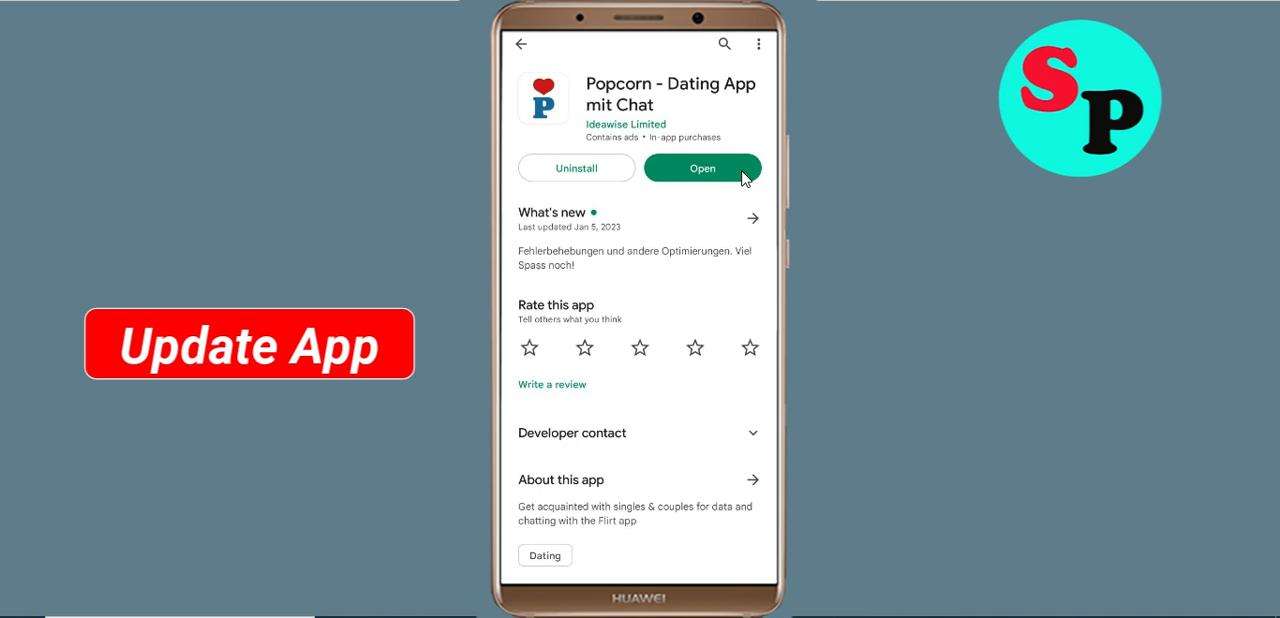 Popcorn - Dating App
mit Chat
Ideawise Limited
Contains ads • In-app purchases
Uninstall
Open
What's new
Last updated Jan 5, 2023
Fehlerbehebungen und andere Optimierungen. Viel
Spass noch!
Rate this app
Tell others what you think
Write a review
Developer contact
About this app
Get acquainted with singles & couples for data and
chatting with the Flirt app
Dating
HUAWEI
Update App
SP
P